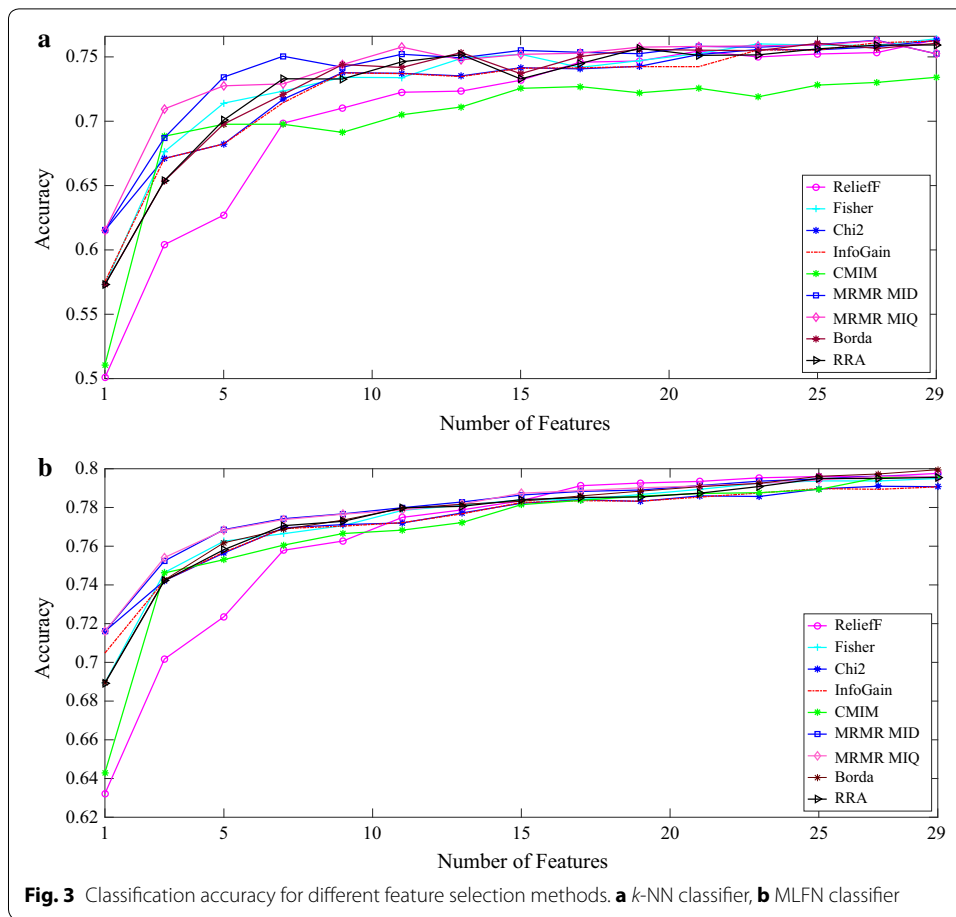 a
0.75
0.7
0.65
0.6
0.55
0.5
Accuracy
ReliefF
Fisher
Chi2
InfoGain
CMIM
MRMR MID
MRMR MIQ
Borda
RRA
1 5 10 15 20 25 29
Number of Features
b
0.8
0.78
0.76
0.74
0.72
0.7
0.68
0.66
0.64
0.62
Accuracy
ReliefF
Fisher
Chi2
InfoGain
CMIM
MRMR MID
MRMR MIQ
Borda
RRA
1 5 10 15 20 25 29
Number of Features
Fig. 3 Classification accuracy for different feature selection methods. a k-NN classifier, b MLFN classifier